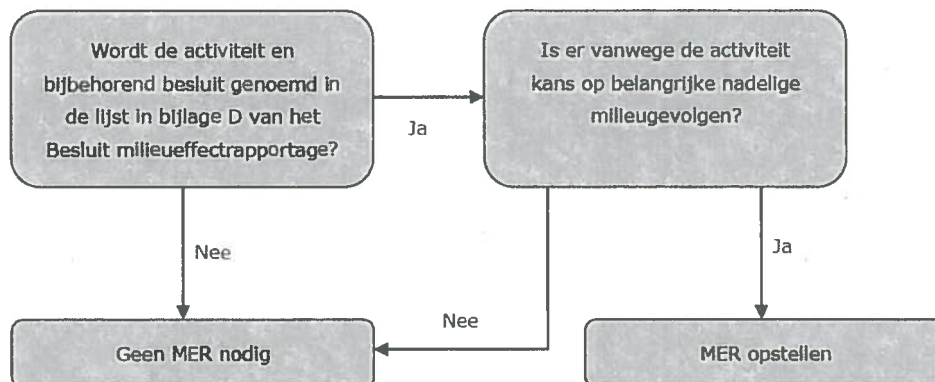 Wordt de activiteit en
bijbehorend besluit genoemd in
de lijst in bijlage D van het
Besluit milieueffectrapportage?
Ja
Is er vanwege de activiteit
kans op belangrijke nadelige
milieugevolgen?
Nee
Nee
Ja
Geen MER nodig
MER opstellen